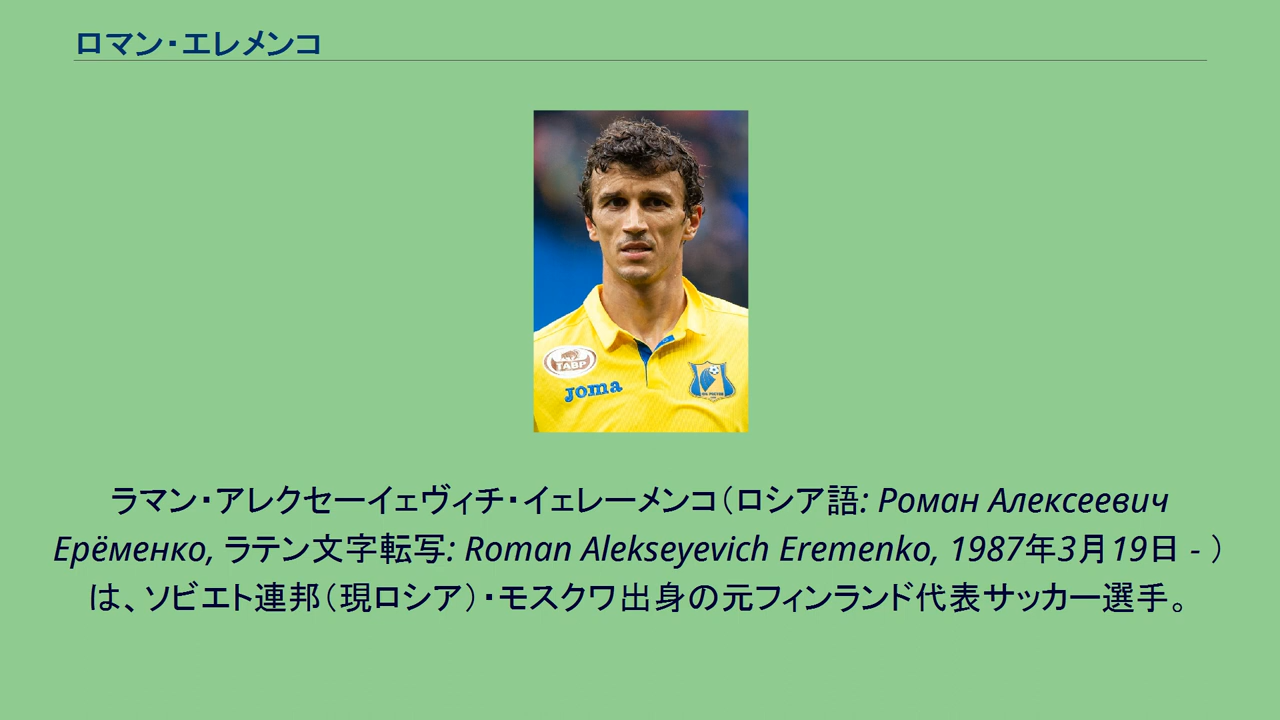 ロマン・エレメンコ
ТАВР
Joma
ラマン・アレクセーイェヴィチ・イェレーメンコ（ロシア語: Роман Алексеевич
Ерёменко, ラテン文字転写: Roman Alekseyevich Eremenko, 1987年3月19日 - ）
は、ソビエト連邦（現ロシア）・モスクワ出身の元フィンランド代表サッカー選手。